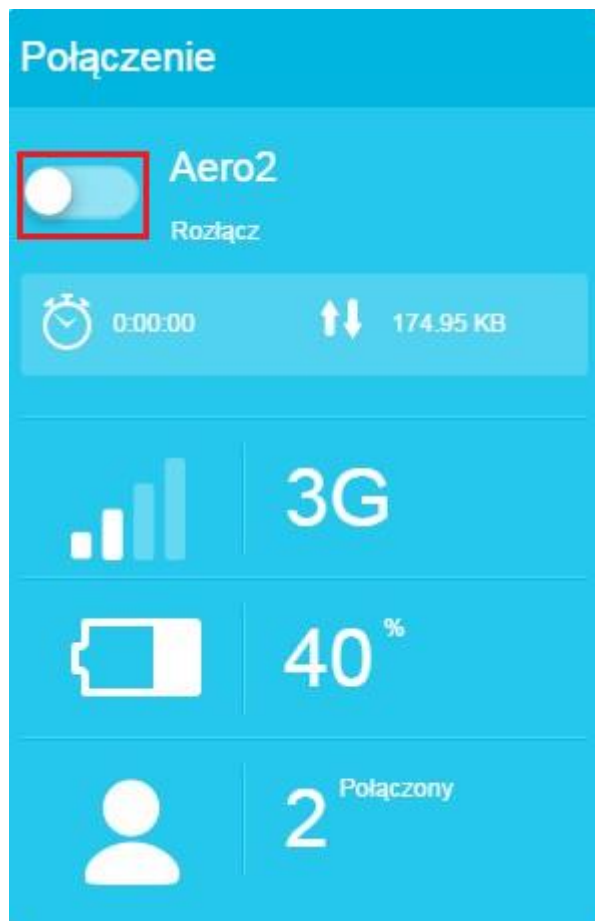 Połączenie
Aero2
Rozłącz
0:00:00 174.95 KB
3G
40 %
2 Połączony